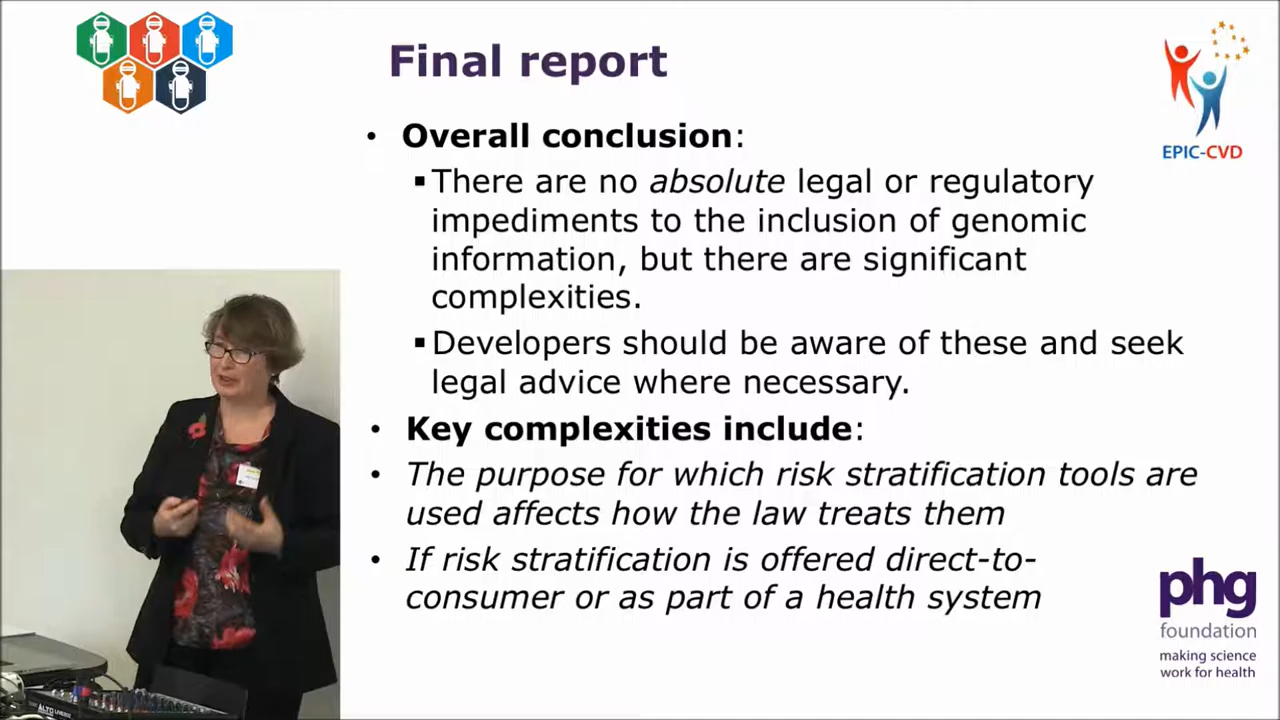 Final report
EPIC-CVD
• Overall conclusion:
▪ There are no absolute legal or regulatory
impediments to the inclusion of genomic
information, but there are significant
complexities.
▪ Developers should be aware of these and seek
legal advice where necessary.
• Key complexities include:
• The purpose for which risk stratification tools are
used affects how the law treats them
• If risk stratification is offered direct-to-
consumer or as part of a health system
phg
foundation
making science
work for health
ALTO